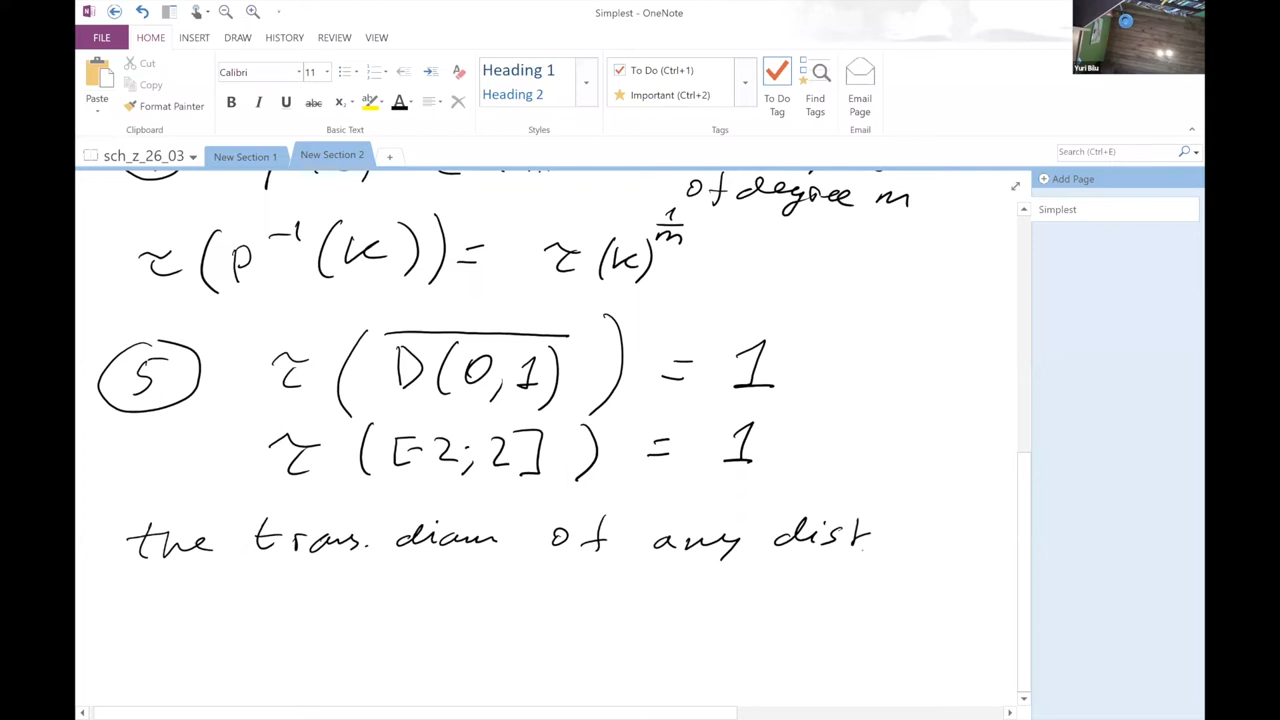 Simplest - OneNote
FILE HOME INSERT DRAW HISTORY REVIEW VIEW
Cut
Copy
Format Painter
Paste
Clipboard
Calibri 11
B I U abc x₂ A
Basic Text
Heading 1
Heading 2
Styles
To Do (Ctrl+1)
Important (Ctrl+2)
Tags
To Do Tag
Find Tags
Email Page
Email
Yuri Bilu
sch_z_26_03 New Section 1 New Section 2 +
Search (Ctrl+E)
Add Page
Simplest
of degree m
τ(p⁻¹(K)) = τ(K)^{1/m}
5 τ(\overline{D(0,1)}) = 1
τ([-2;2]) = 1
the trans. diam of any dist